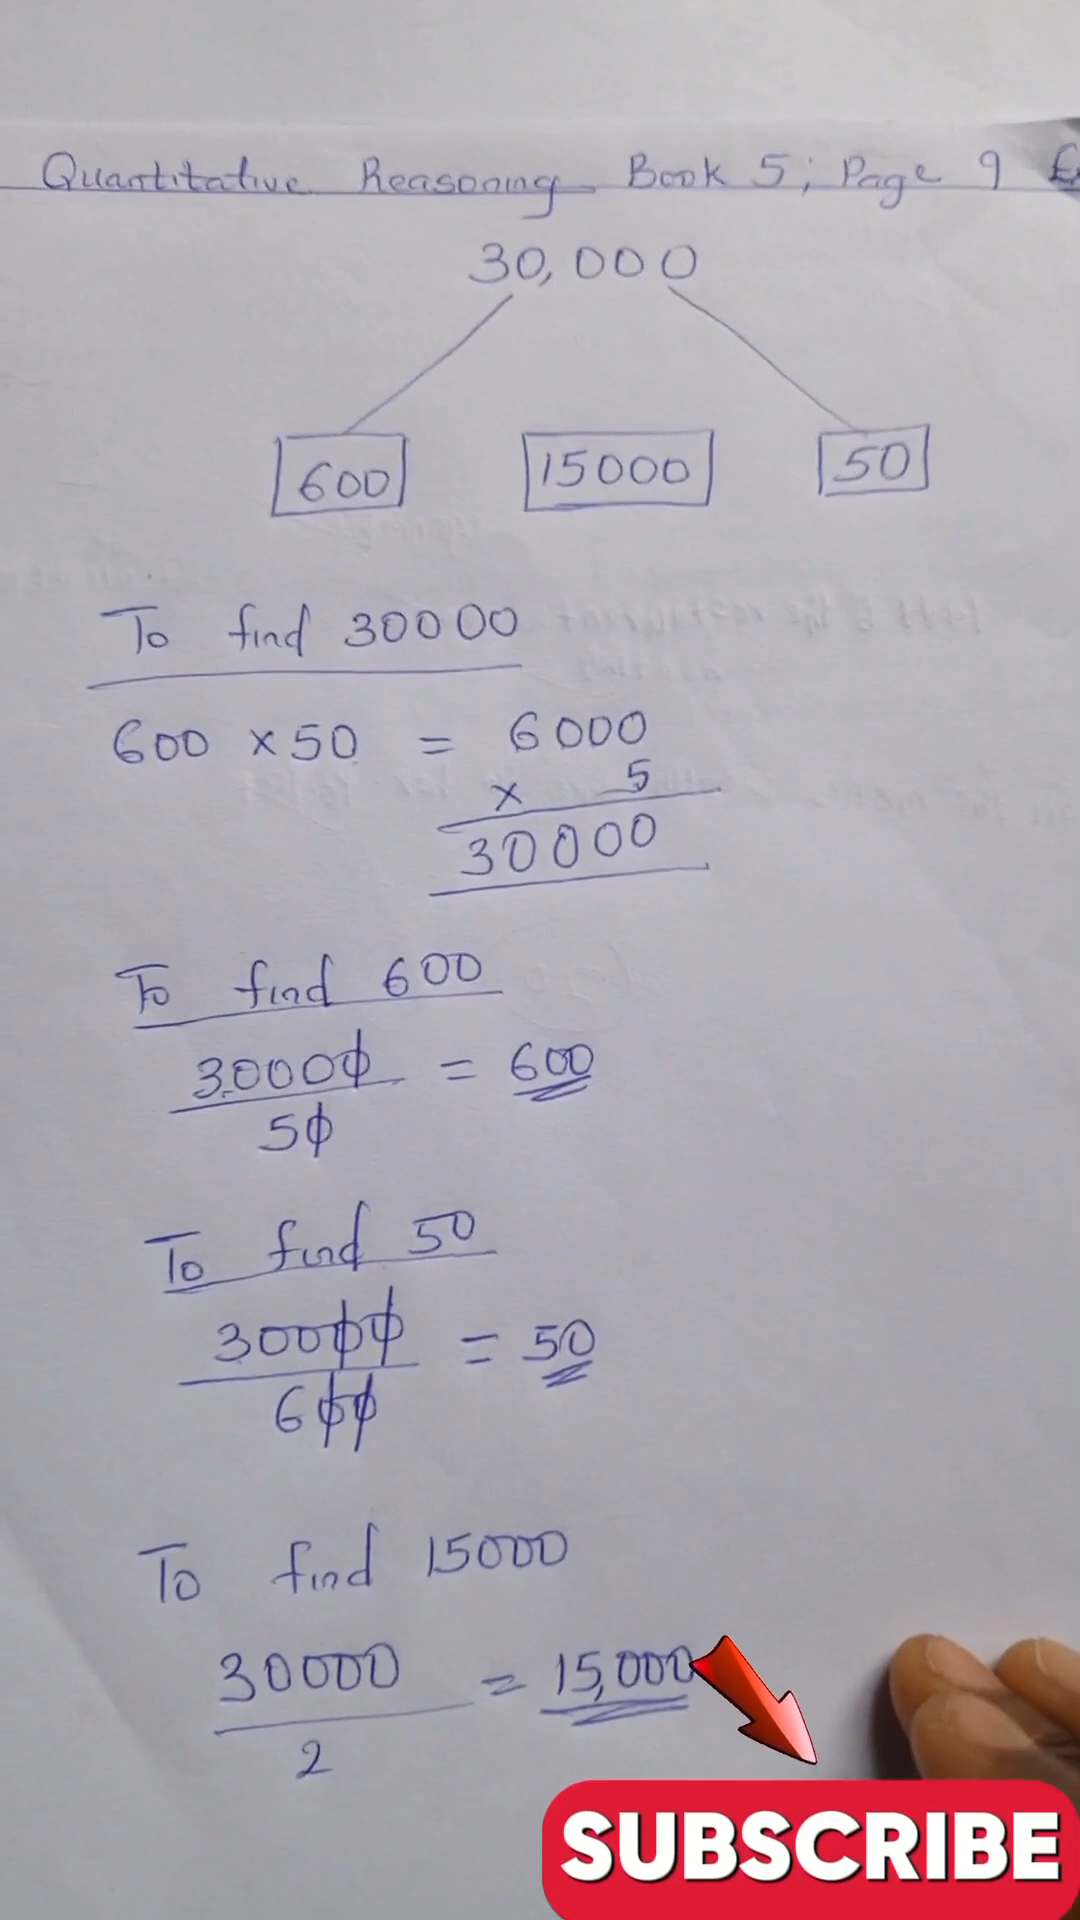 Quantitative Reasoning Book 5; Page 9
30,000
600 15000 50
To find 30000
600 x 50 = 6000
x 5
30000
To find 600
30000 = 600
50
To find 50
30000 = 50
600
To find 15000
30000 = 15,000
2
SUBSCRIBE